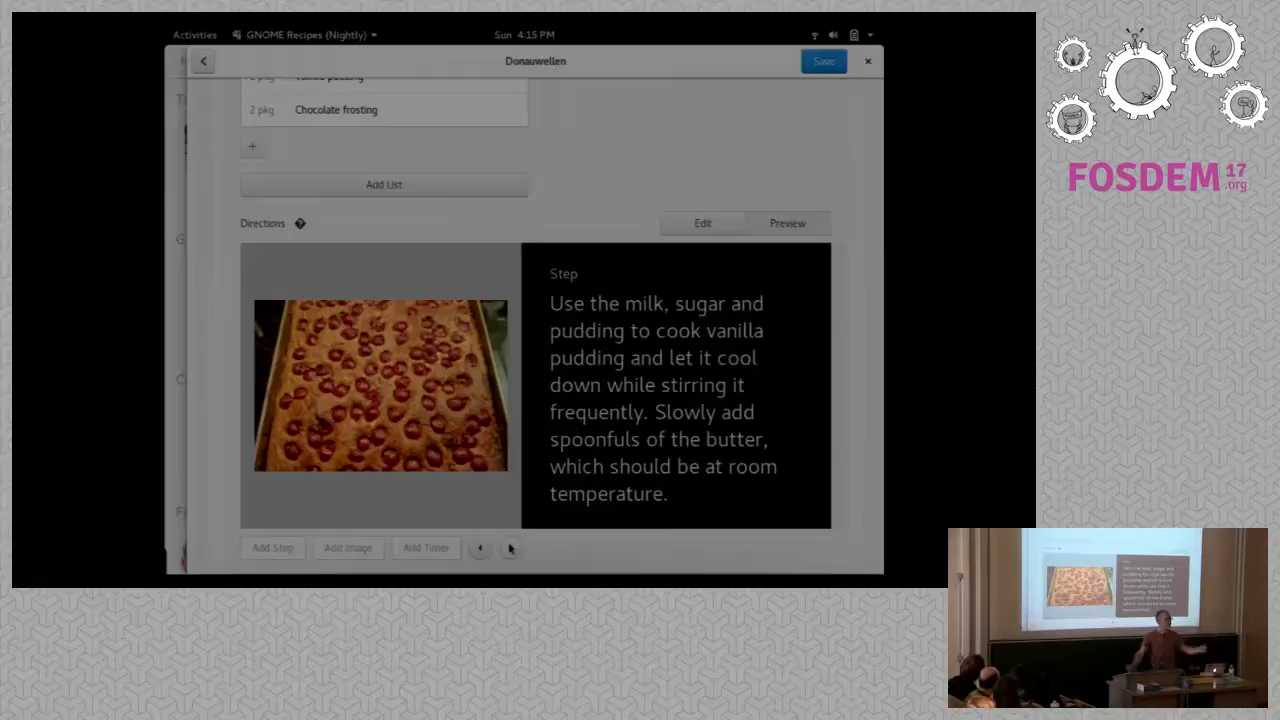 Activities GNOME Recipes (Nightly) Sun 4:15 PM
Donauwellen
Save
2 pkg Chocolate frosting
+
Add List
Directions
Edit Preview
Step
Use the milk, sugar and
pudding to cook vanilla
pudding and let it cool
down while stirring it
frequently. Slowly add
spoonfuls of the butter,
which should be at room
temperature.
Add Step Add Image Add Timer
FOSDEM 17
.org